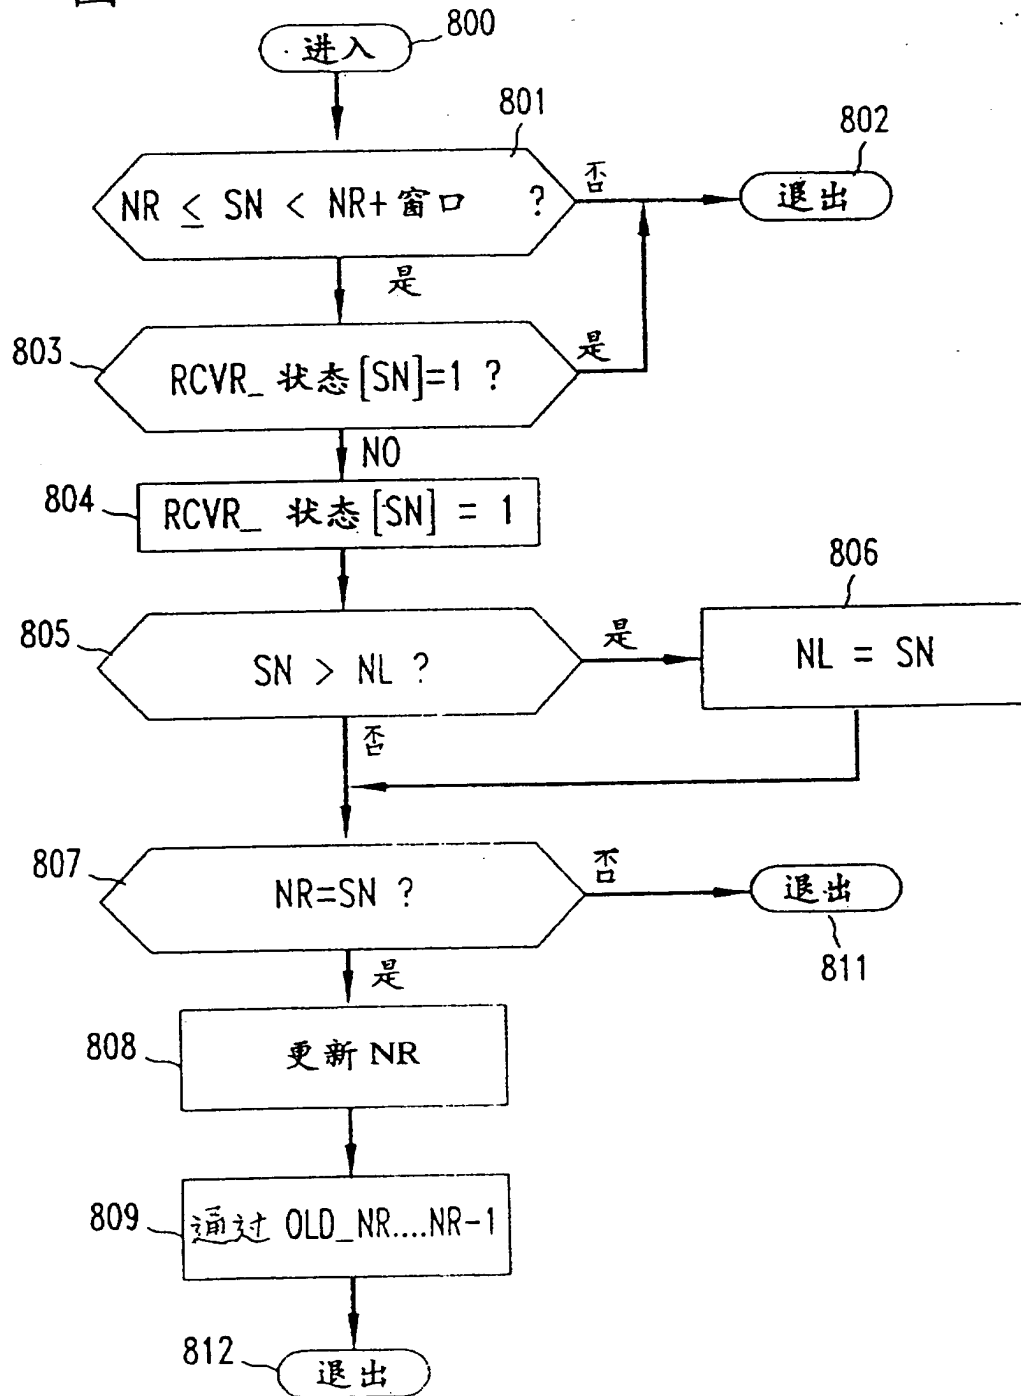 图
800
进入
801
802
NR ≤ SN < NR+窗口 ?
否
退出
是
803
RCVR_ 状态[SN]=1 ?
是
NO
804
RCVR_ 状态[SN] = 1
806
805
SN > NL ?
是
NL = SN
否
807
NR=SN ?
否
退出
811
是
808
更新 NR
809
通过 OLD_NR....NR-1
812
退出